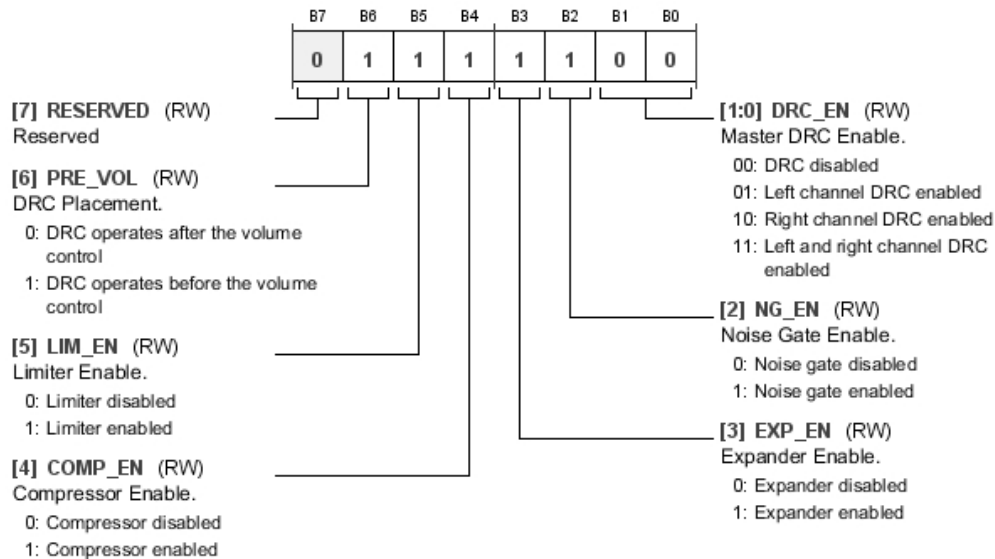 B7 B6 B5 B4 B3 B2 B1 B0
0 1 1 1 1 1 0 0
[7] RESERVED (RW)
Reserved
[6] PRE_VOL (RW)
DRC Placement.
0: DRC operates after the volume
control
1: DRC operates before the volume
control
[5] LIM_EN (RW)
Limiter Enable.
0: Limiter disabled
1: Limiter enabled
[4] COMP_EN (RW)
Compressor Enable.
0: Compressor disabled
1: Compressor enabled
[1:0] DRC_EN (RW)
Master DRC Enable.
00: DRC disabled
01: Left channel DRC enabled
10: Right channel DRC enabled
11: Left and right channel DRC
enabled
[2] NG_EN (RW)
Noise Gate Enable.
0: Noise gate disabled
1: Noise gate enabled
[3] EXP_EN (RW)
Expander Enable.
0: Expander disabled
1: Expander enabled